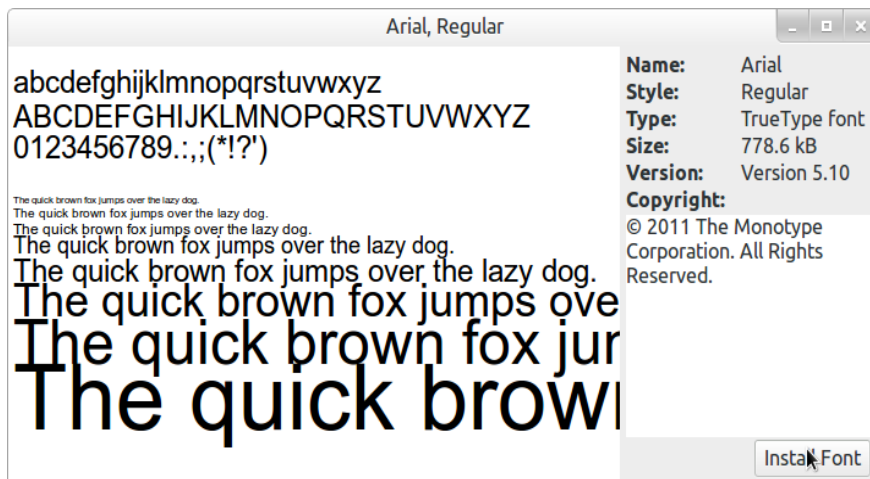 Arial, Regular
abcdefghijklmnopqrstuvwxyz
ABCDEFGHIJKLMNOPQRSTUVWXYZ
0123456789.:,;(*!?')
The quick brown fox jumps over the lazy dog.
The quick brown fox jumps over the lazy dog.
The quick brown fox jumps over the lazy dog.
The quick brown fox jumps over the lazy dog.
The quick brown fox jumps over the lazy dog.
The quick brown fox jumps ove
The quick brown fox jur
The quick brown
Name: Arial
Style: Regular
Type: TrueType font
Size: 778.6 kB
Version: Version 5.10
Copyright:
© 2011 The Monotype
Corporation. All Rights
Reserved.
Install Font